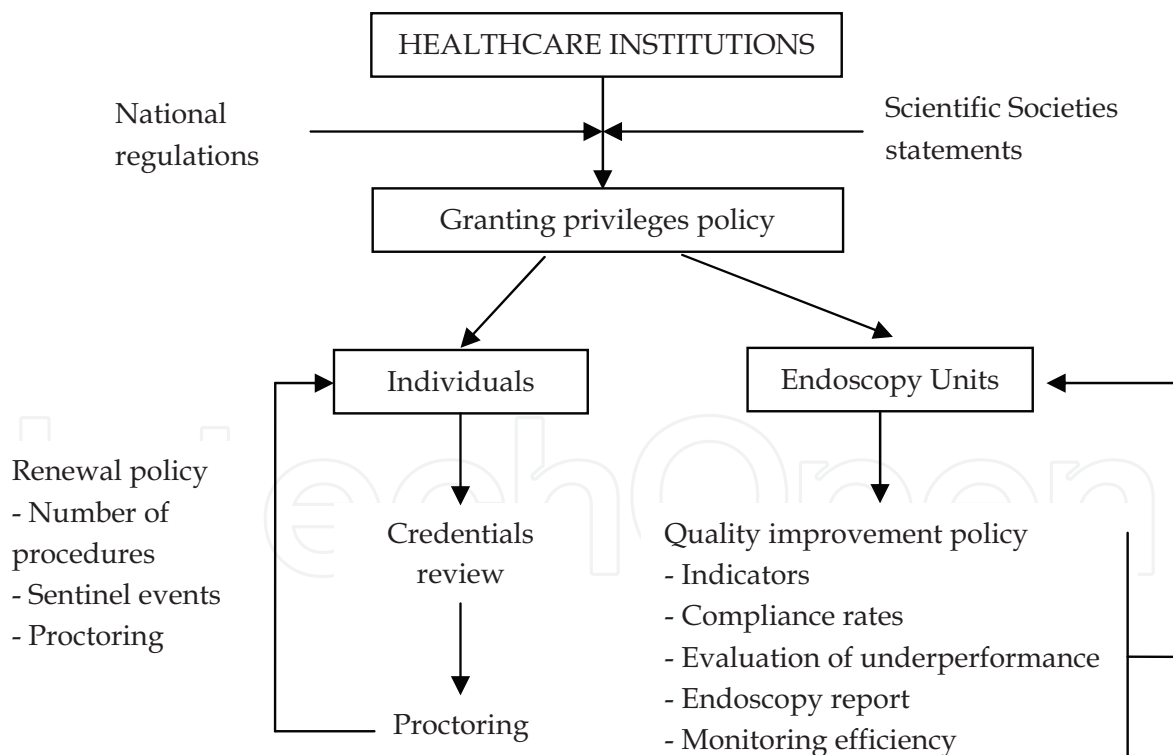 HEALTHCARE INSTITUTIONS
National
regulations
Scientific Societies
statements
Granting privileges policy
Individuals
Endoscopy Units
Renewal policy
- Number of
procedures
- Sentinel events
- Proctoring
Credentials
review
Proctoring
Quality improvement policy
- Indicators
- Compliance rates
- Evaluation of underperformance
- Endoscopy report
- Monitoring efficiency